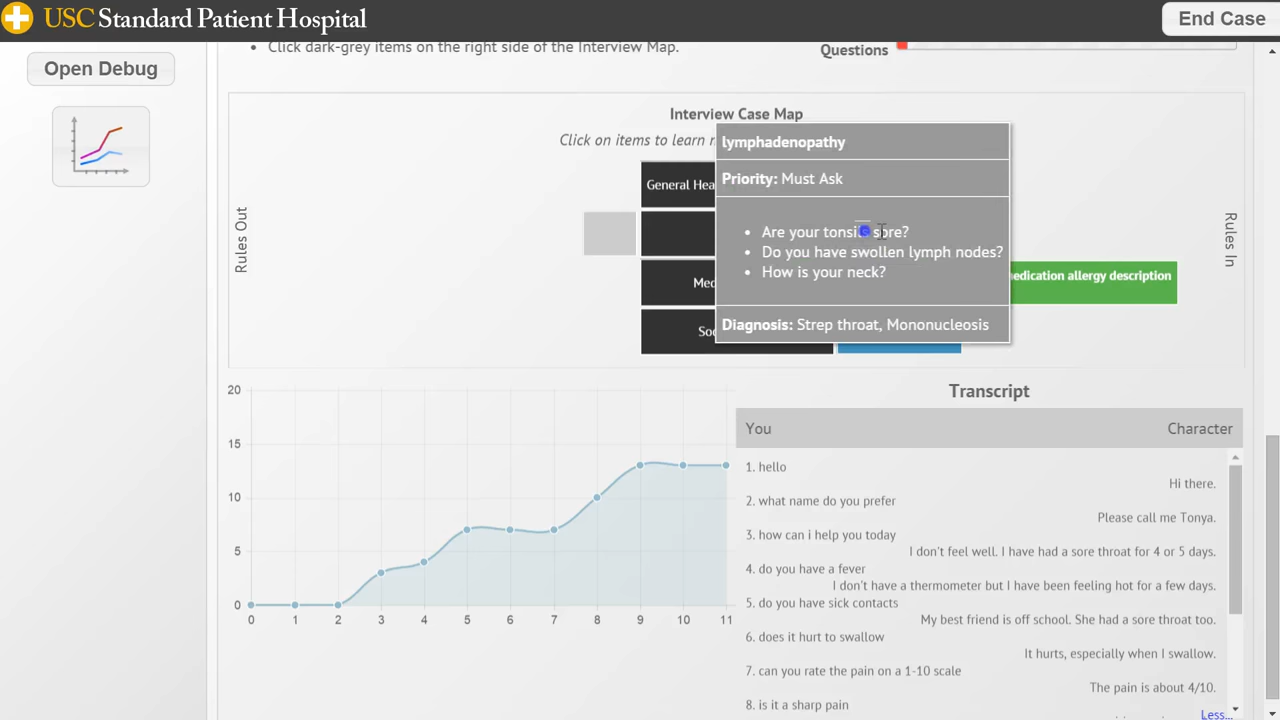 USC Standard Patient Hospital
End Case
Open Debug
Click dark-grey items on the right side of the Interview Map.
Questions
Interview Case Map
Click on items to learn
Rules Out
Rules In
General Hea
Med
Soc
edication allergy description
lymphadenopathy
Priority: Must Ask
Are your tonsils sore?
Do you have swollen lymph nodes?
How is your neck?
Diagnosis: Strep throat, Mononucleosis
20
15
10
5
0
0 1 2 3 4 5 6 7 8 9 10 11
Transcript
You Character
1. hello
Hi there.
2. what name do you prefer
Please call me Tonya.
3. how can i help you today
I don't feel well. I have had a sore throat for 4 or 5 days.
4. do you have a fever
I don't have a thermometer but I have been feeling hot for a few days.
5. do you have sick contacts
My best friend is off school. She had a sore throat too.
6. does it hurt to swallow
It hurts, especially when I swallow.
7. can you rate the pain on a 1-10 scale
The pain is about 4/10.
8. is it a sharp pain
Less...